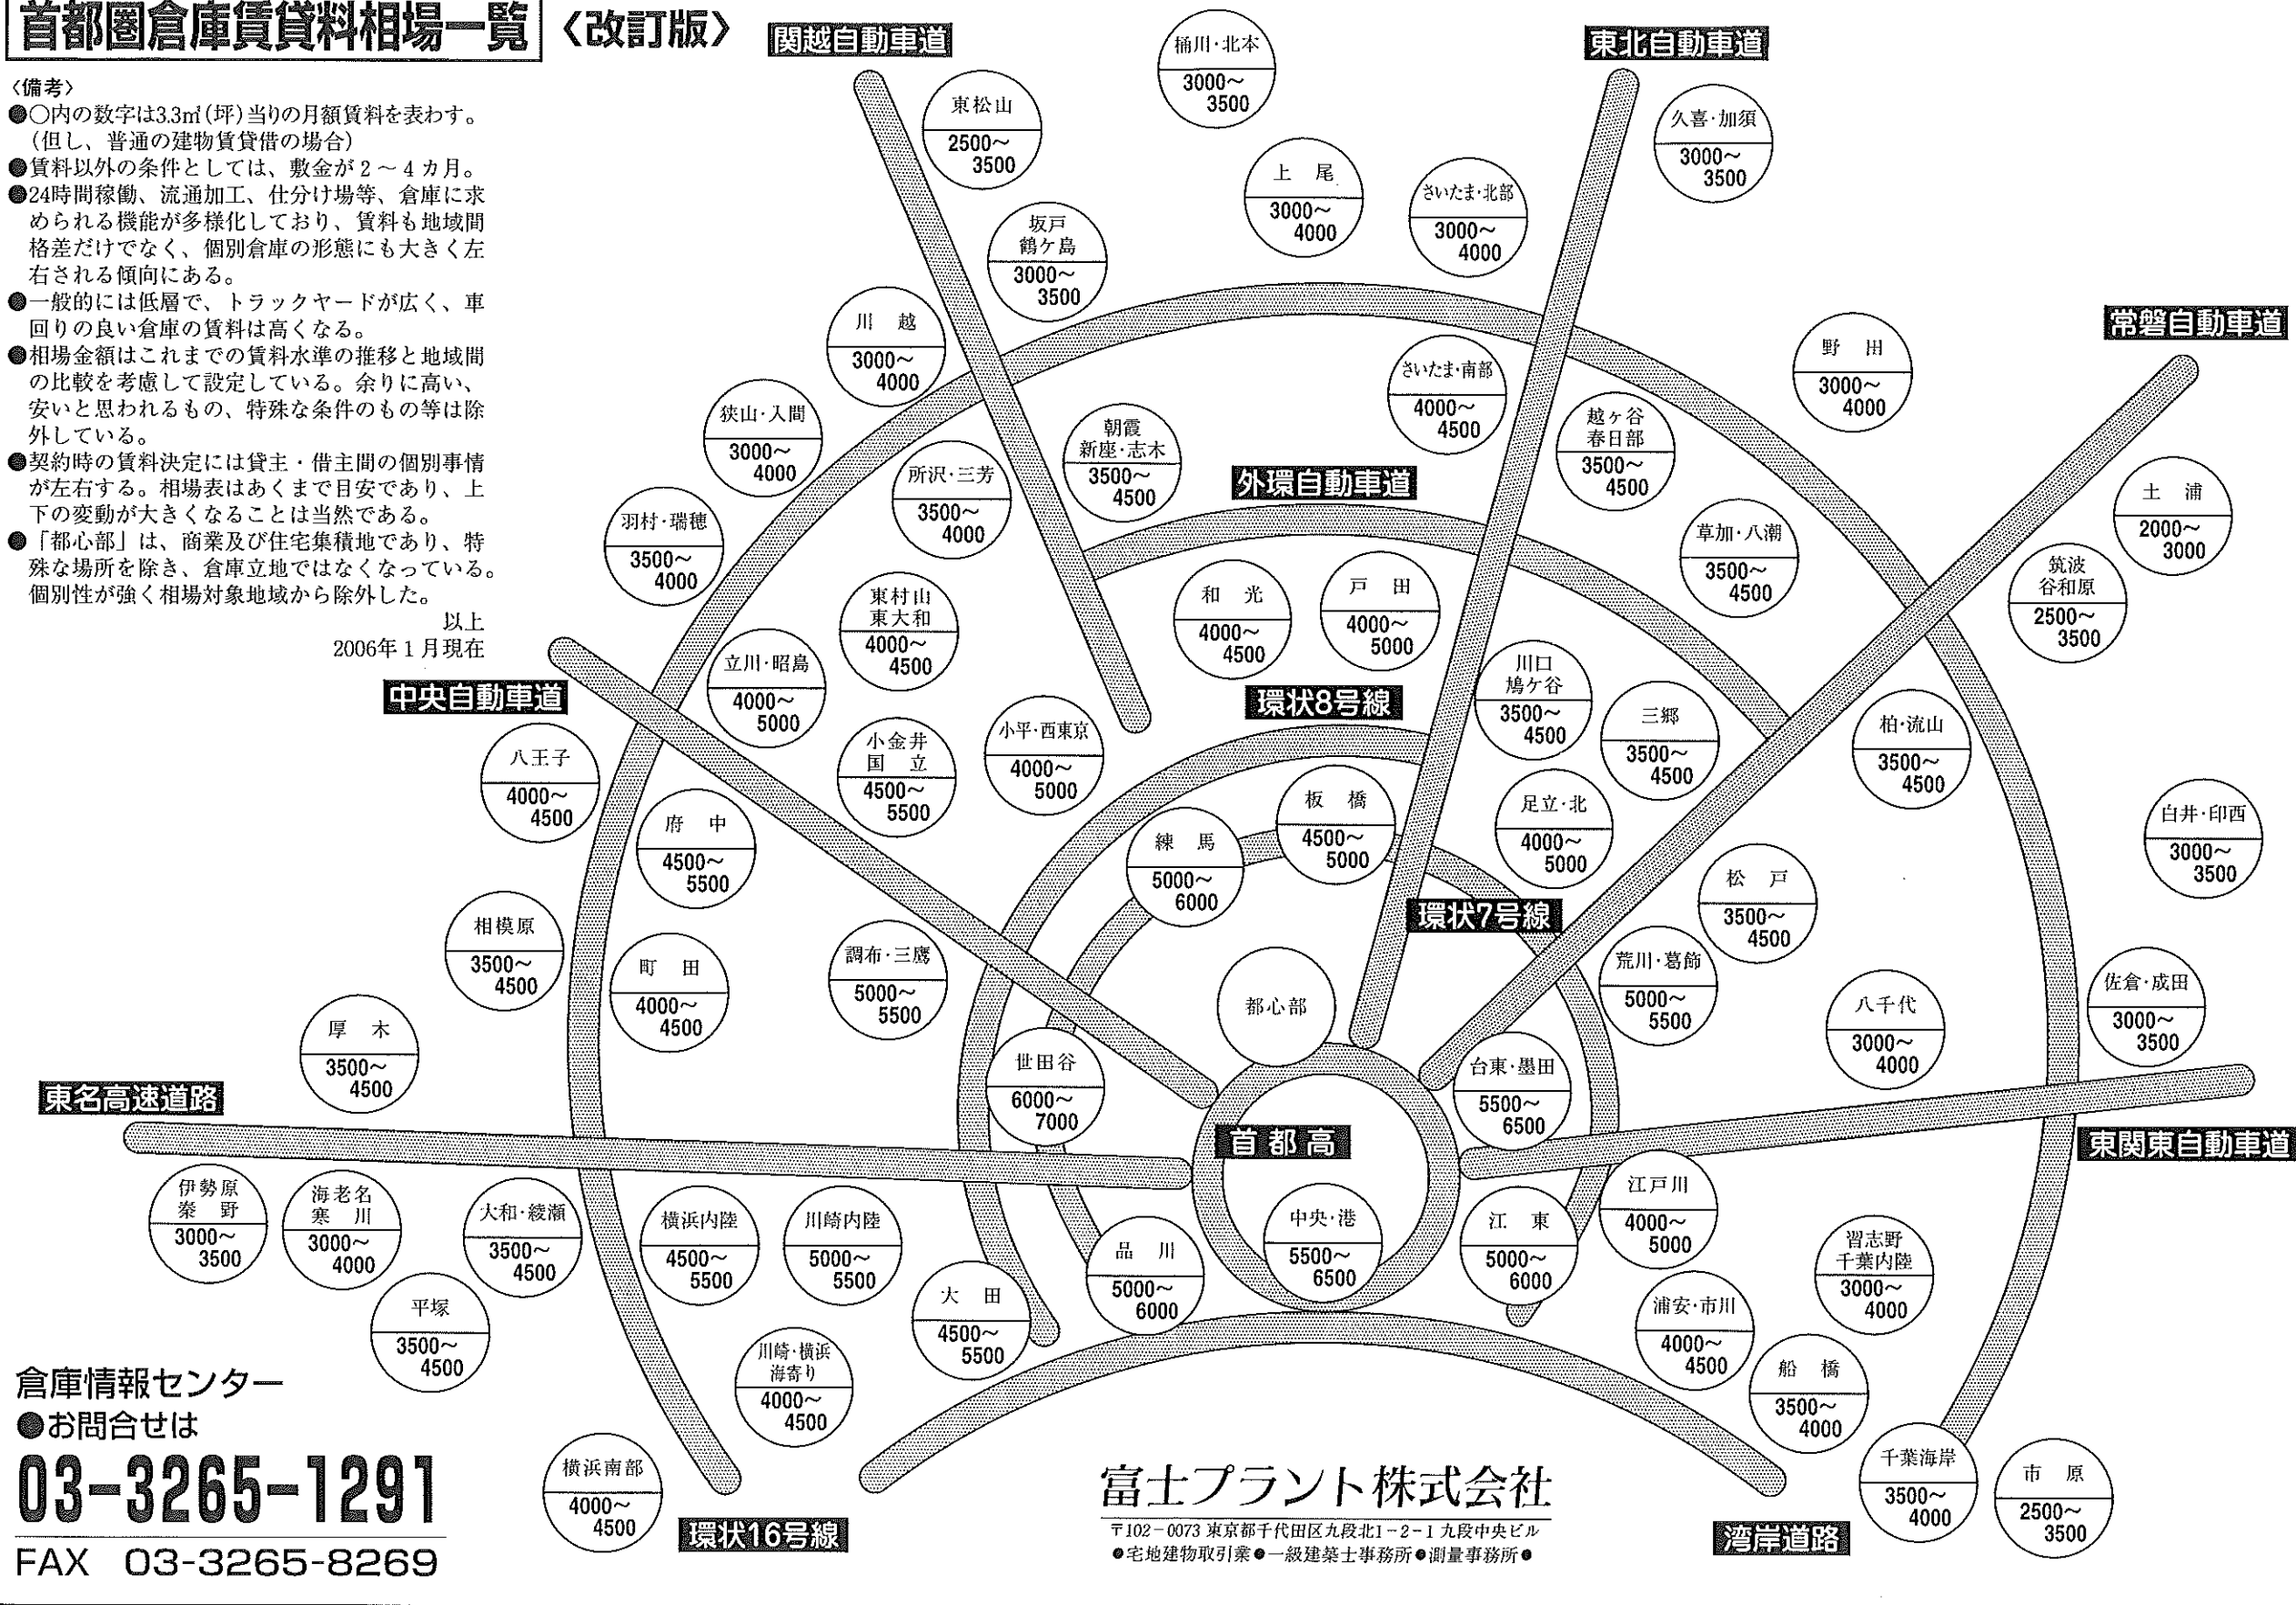 首都圏倉庫賃貸料相場一覧 〈改訂版〉
〈備考〉
●〇内の数字は3.3㎡(坪)当りの月額賃料を表わす。
(但し、普通の建物賃貸借の場合)
●賃料以外の条件としては、敷金が2～4カ月。
●24時間稼働、流通加工、仕分け場等、倉庫に求
められる機能が多様化しており、賃料も地域間
格差だけでなく、個別倉庫の形態にも大きく左
右される傾向にある。
●一般的には低層で、トラックヤードが広く、車
回りの良い倉庫の賃料は高くなる。
●相場金額はこれまでの賃料水準の推移と地域間
の比較を考慮して設定している。余りに高い、
安いと思われるもの、特殊な条件のもの等は除
外している。
●契約時の賃料決定には貸主・借主間の個別事情
が左右する。相場表はあくまで目安であり、上
下の変動が大きくなることは当然である。
●「都心部」は、商業及び住宅集積地であり、特
殊な場所を除き、倉庫立地ではなくなっている。
個別性が強く相場対象地域から除外した。
以上
2006年1月現在
関越自動車道
東北自動車道
常磐自動車道
外環自動車道
中央自動車道
環状8号線
環状7号線
東名高速道路
首都高
東関東自動車道
環状16号線
湾岸道路
桶川・北本
3000～
3500
東松山
2500～
3500
久喜・加須
3000～
3500
上尾
3000～
4000
さいたま・北部
3000～
4000
坂戸
鶴ケ島
3000～
3500
川越
3000～
4000
さいたま・南部
4000～
4500
野田
3000～
4000
狭山・入間
3000～
4000
朝霞
新座・志木
3500～
4500
越ヶ谷
春日部
3500～
4500
所沢・三芳
3500～
4000
土浦
2000～
3000
羽村・瑞穂
3500～
4000
草加・八潮
3500～
4500
筑波
谷和原
2500～
3500
東村山
東大和
4000～
4500
和光
4000～
4500
戸田
4000～
5000
立川・昭島
4000～
5000
川口
鳩ケ谷
3500～
4500
三郷
3500～
4500
柏・流山
3500～
4500
八王子
4000～
4500
小金井
国立
4500～
5500
小平・西東京
4000～
5000
板橋
4500～
5000
足立・北
4000～
5000
白井・印西
3000～
3500
府中
4500～
5500
練馬
5000～
6000
松戸
3500～
4500
相模原
3500～
4500
町田
4000～
4500
調布・三鷹
5000～
5500
都心部
荒川・葛飾
5000～
5500
八千代
3000～
4000
佐倉・成田
3000～
3500
厚木
3500～
4500
世田谷
6000～
7000
台東・墨田
5500～
6500
伊勢原
秦野
3000～
3500
海老名
寒川
3000～
4000
大和・綾瀬
3500～
4500
横浜内陸
4500～
5500
川崎内陸
5000～
5500
品川
5000～
6000
中央・港
5500～
6500
江東
5000～
6000
江戸川
4000～
5000
習志野
千葉内陸
3000～
4000
平塚
3500～
4500
大田
4500～
5500
浦安・市川
4000～
4500
川崎・横浜
海寄り
4000～
4500
船橋
3500～
4000
横浜南部
4000～
4500
千葉海岸
3500～
4000
市原
2500～
3500
倉庫情報センター
●お問合せは
03-3265-1291
FAX 03-3265-8269
富士プラント株式会社
〒102-0073 東京都千代田区九段北1-2-1 九段中央ビル
●宅地建物取引業●一級建築士事務所●測量事務所●